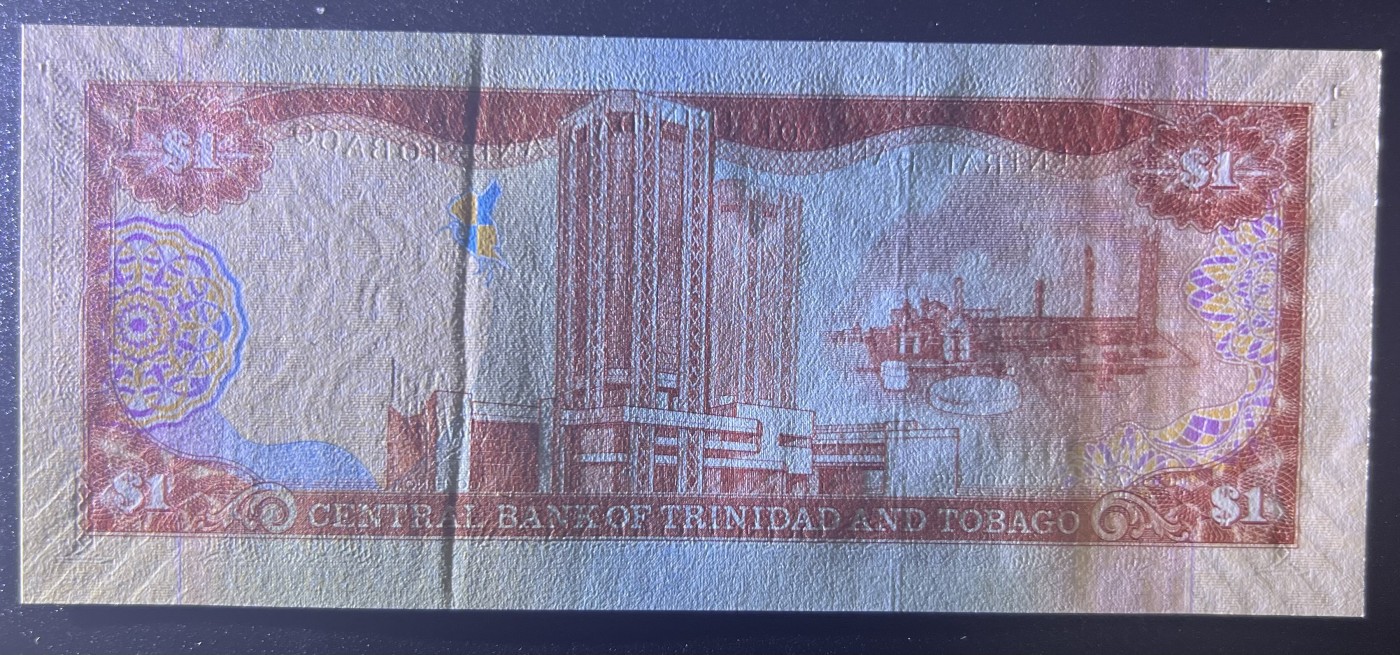 $1 $1
$1 CENTRAL BANK OF TRINIDAD AND TOBAGO $1